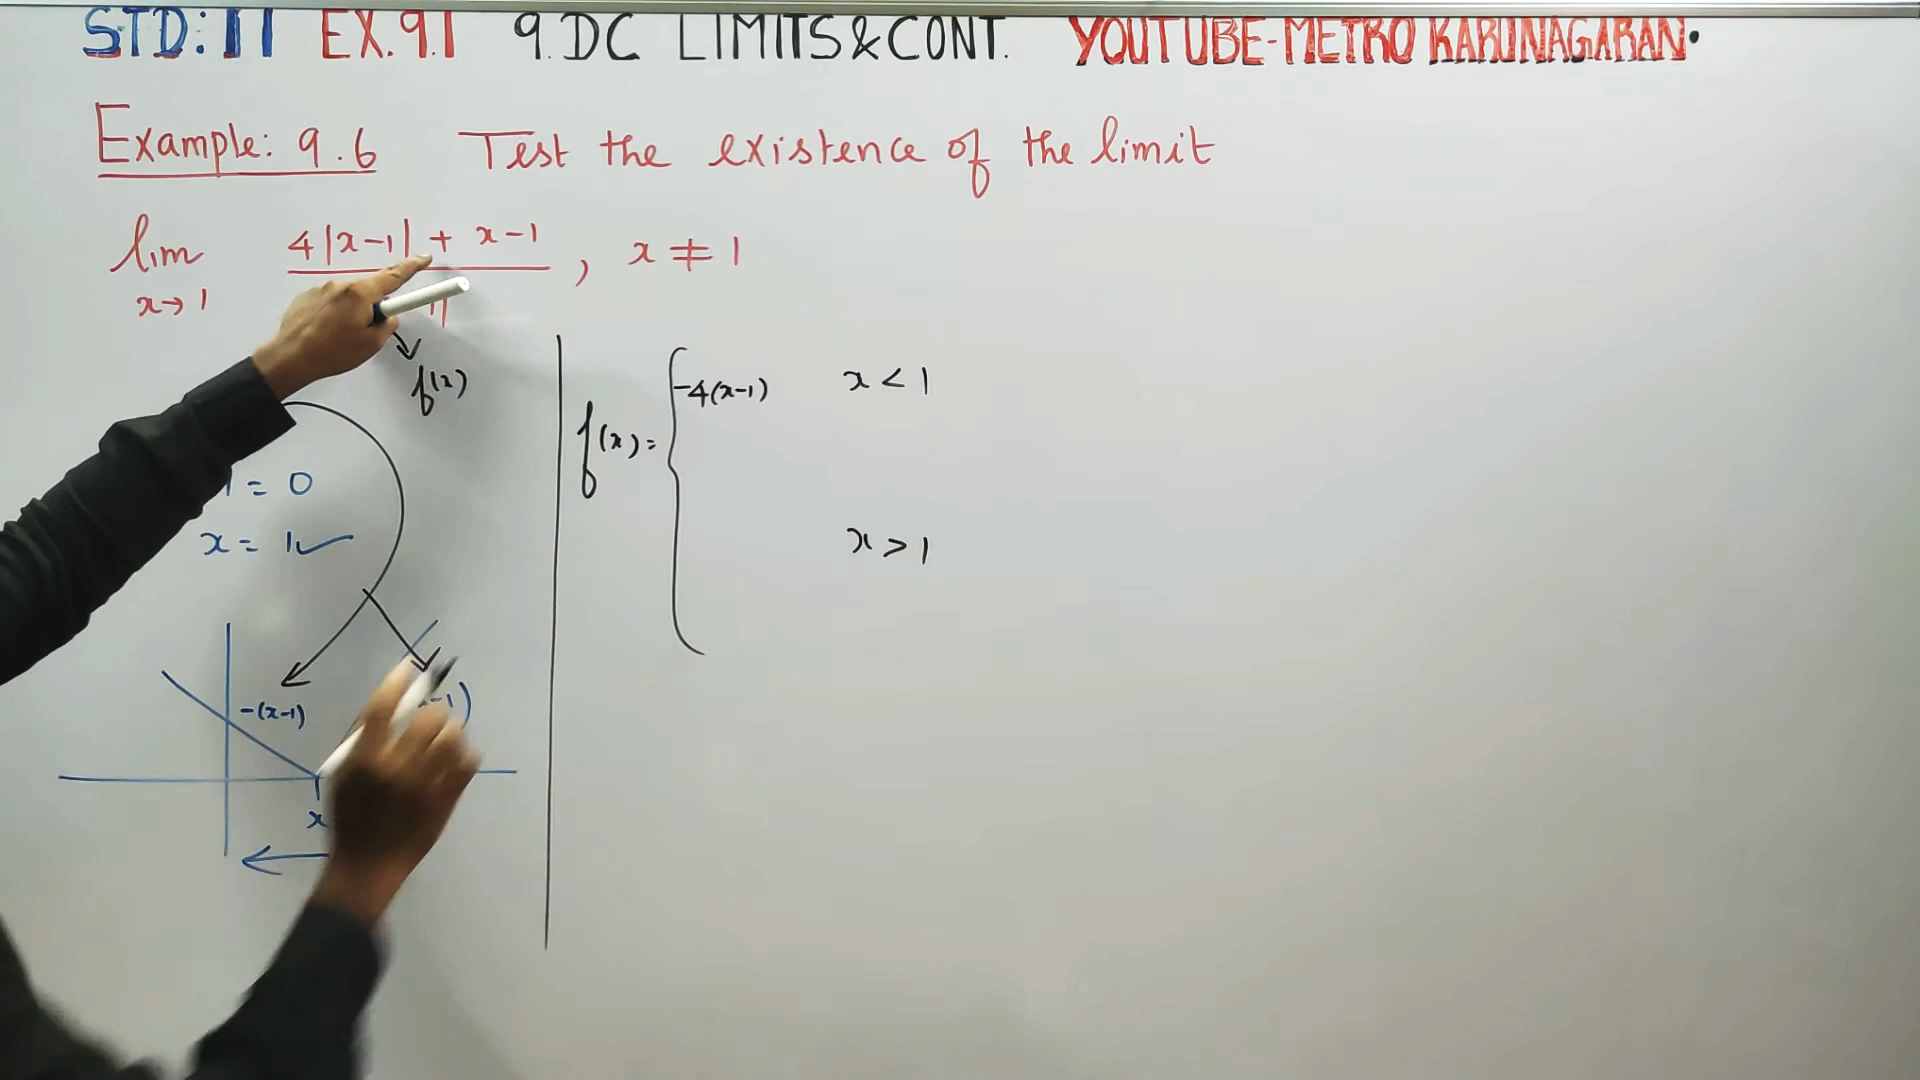 STD: 11 EX.9.1 9.DC LIMITS & CONT. YOUTUBE-METRO KARUNAGARAN.
Example: 9.6 Test the existence of the limit
lim x→1 4|x-1| + x-1 , x ≠ 1
f(x)
f(x) = { -4(x-1) x < 1
x > 1
1 = 0
x = 1
-(x-1)
x